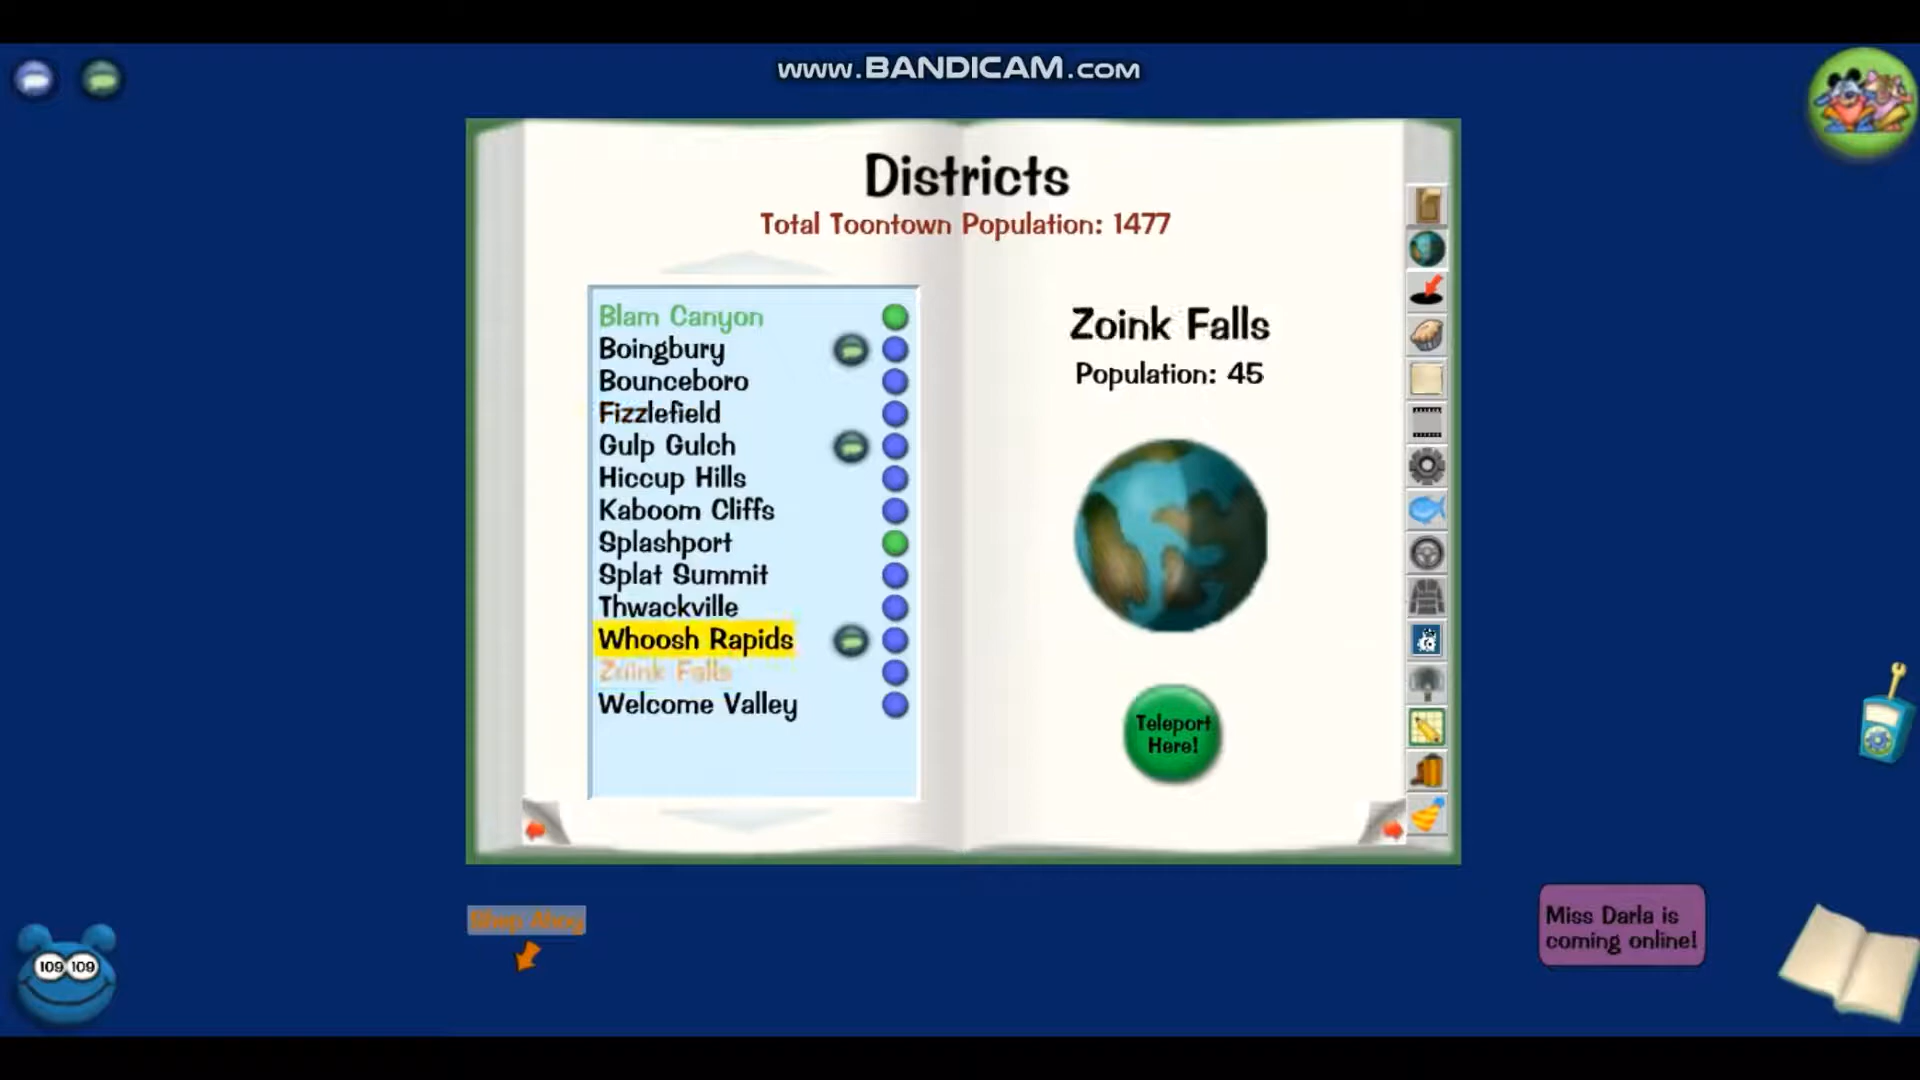 www.BANDICAM.com
Districts
Total Toontown Population: 1477
Blam Canyon
Boingbury
Bounceboro
Fizzlefield
Gulp Gulch
Hiccup Hills
Kaboom Cliffs
Splashport
Splat Summit
Thwackville
Whoosh Rapids
Zoink Falls
Welcome Valley
Zoink Falls
Population: 45
Teleport
Here!
Shep Ahoy
Miss Darla is
coming online!
109 109